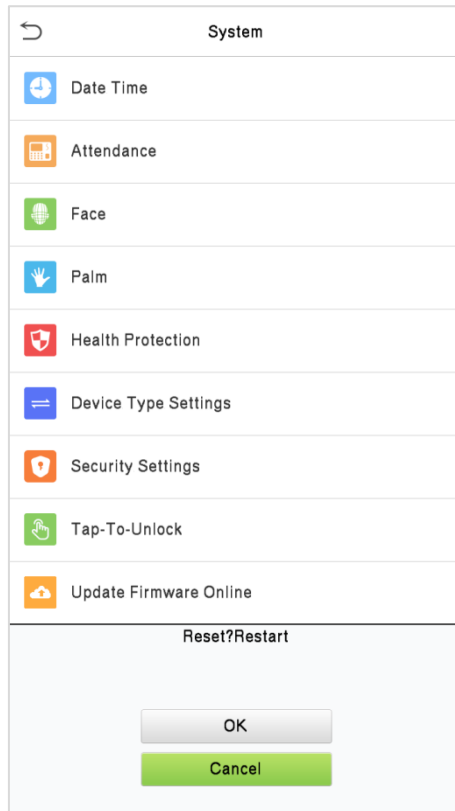 System
Date Time
Attendance
Face
Palm
Health Protection
Device Type Settings
Security Settings
Tap-To-Unlock
Update Firmware Online
Reset?Restart
OK
Cancel